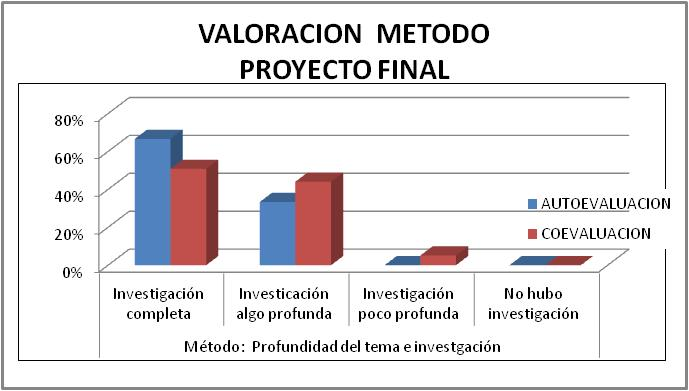 VALORACION METODO
PROYECTO FINAL
80%
60%
40%
20%
0%
AUTOEVALUACION
COEVALUACION
Investigación
completa
Investicación
algo profunda
Investigación
poco profunda
No hubo
investigación
Método: Profundidad del tema e investgación